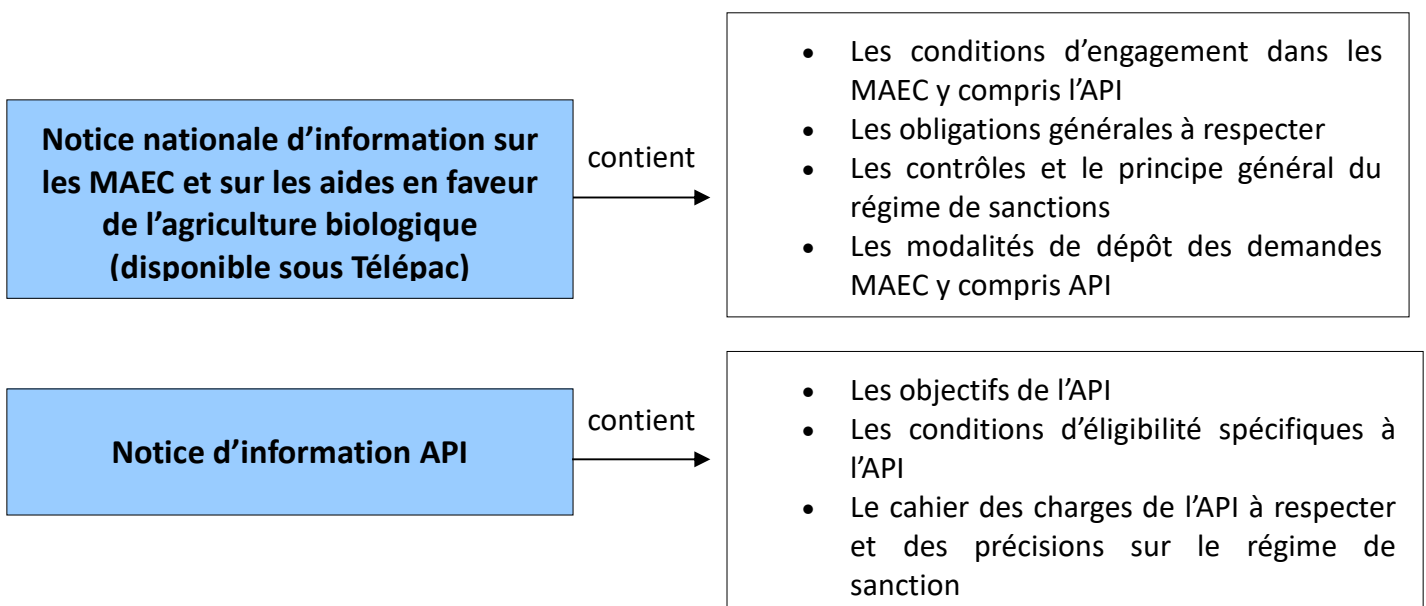 Notice nationale d'information sur
les MAEC et sur les aides en faveur
de l'agriculture biologique
(disponible sous Télépac)
contient
• Les conditions d'engagement dans les
MAEC y compris l'API
• Les obligations générales à respecter
• Les contrôles et le principe général du
régime de sanctions
• Les modalités de dépôt des demandes
MAEC y compris API
Notice d'information API
contient
• Les objectifs de l'API
• Les conditions d'éligibilité spécifiques à
l'API
• Le cahier des charges de l'API à respecter
et des précisions sur le régime de
sanction